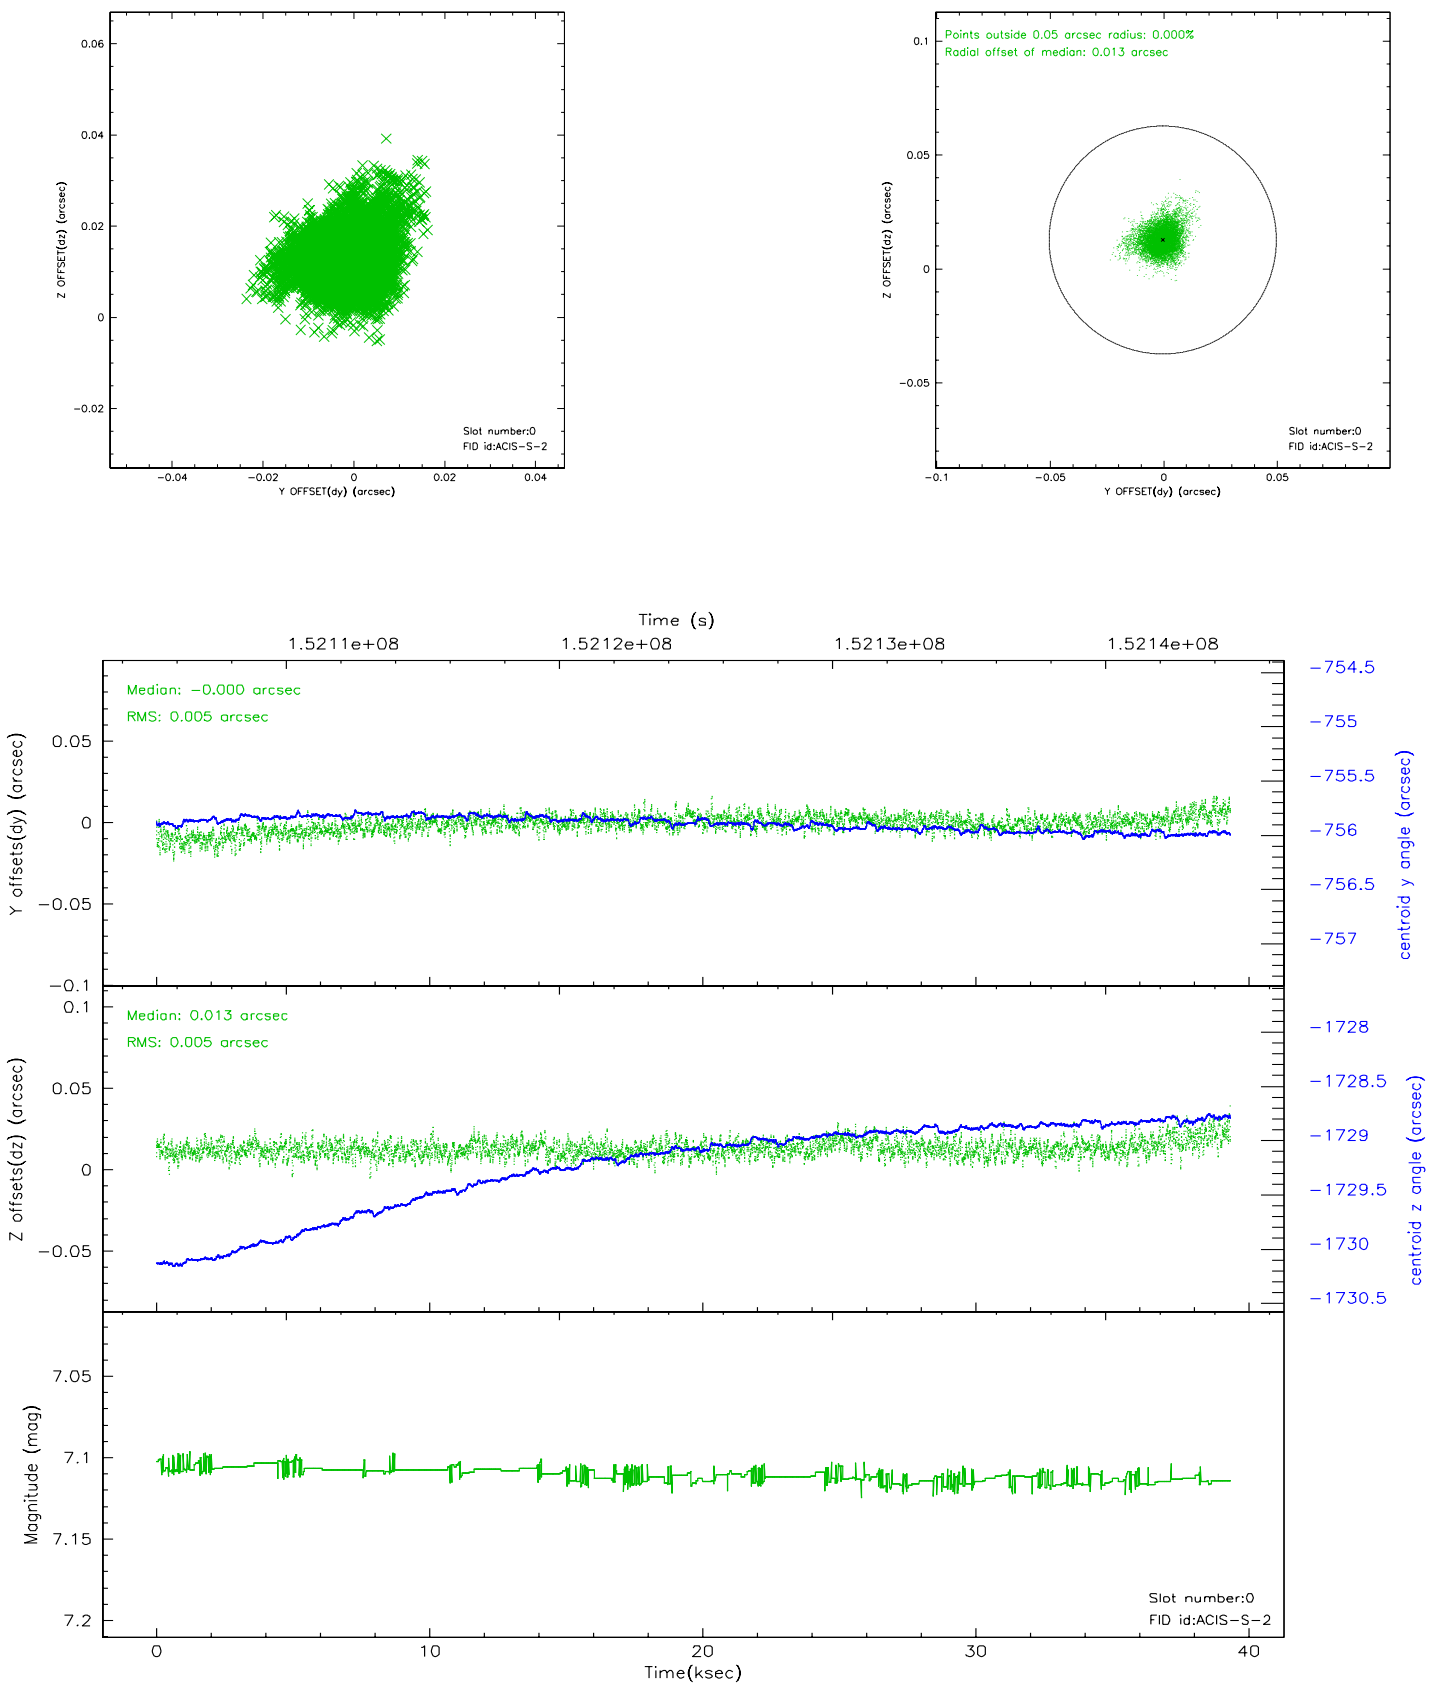 0.06
0.04
0.02
0
−0.02
Z OFFSET(dz) (arcsec)
Slot number:0
FID id:ACIS−S−2
−0.04
−0.02
0
0.02
0.04
Y OFFSET(dy) (arcsec)
Points outside 0.05 arcsec radius: 0.000%
Radial offset of median: 0.013 arcsec
0.1
0.05
0
−0.05
Z OFFSET(dz) (arcsec)
Slot number:0
FID id:ACIS−S−2
−0.1
−0.05
0
0.05
Y OFFSET(dy) (arcsec)
Time (s)
1.5211e+08
1.5212e+08
1.5213e+08
1.5214e+08
Median: −0.000 arcsec
RMS: 0.005 arcsec
0.05
0
−0.05
−0.1
Y offsets(dy) (arcsec)
−754.5
−755
−755.5
−756
−756.5
−757
centroid y angle (arcsec)
Median: 0.013 arcsec
RMS: 0.005 arcsec
0.1
0.05
0
−0.05
Z offsets(dz) (arcsec)
−1728
−1728.5
−1729
−1729.5
−1730
−1730.5
centroid z angle (arcsec)
7.05
7.1
7.15
7.2
Magnitude (mag)
Slot number:0
FID id:ACIS−S−2
0
10
20
30
40
Time(ksec)